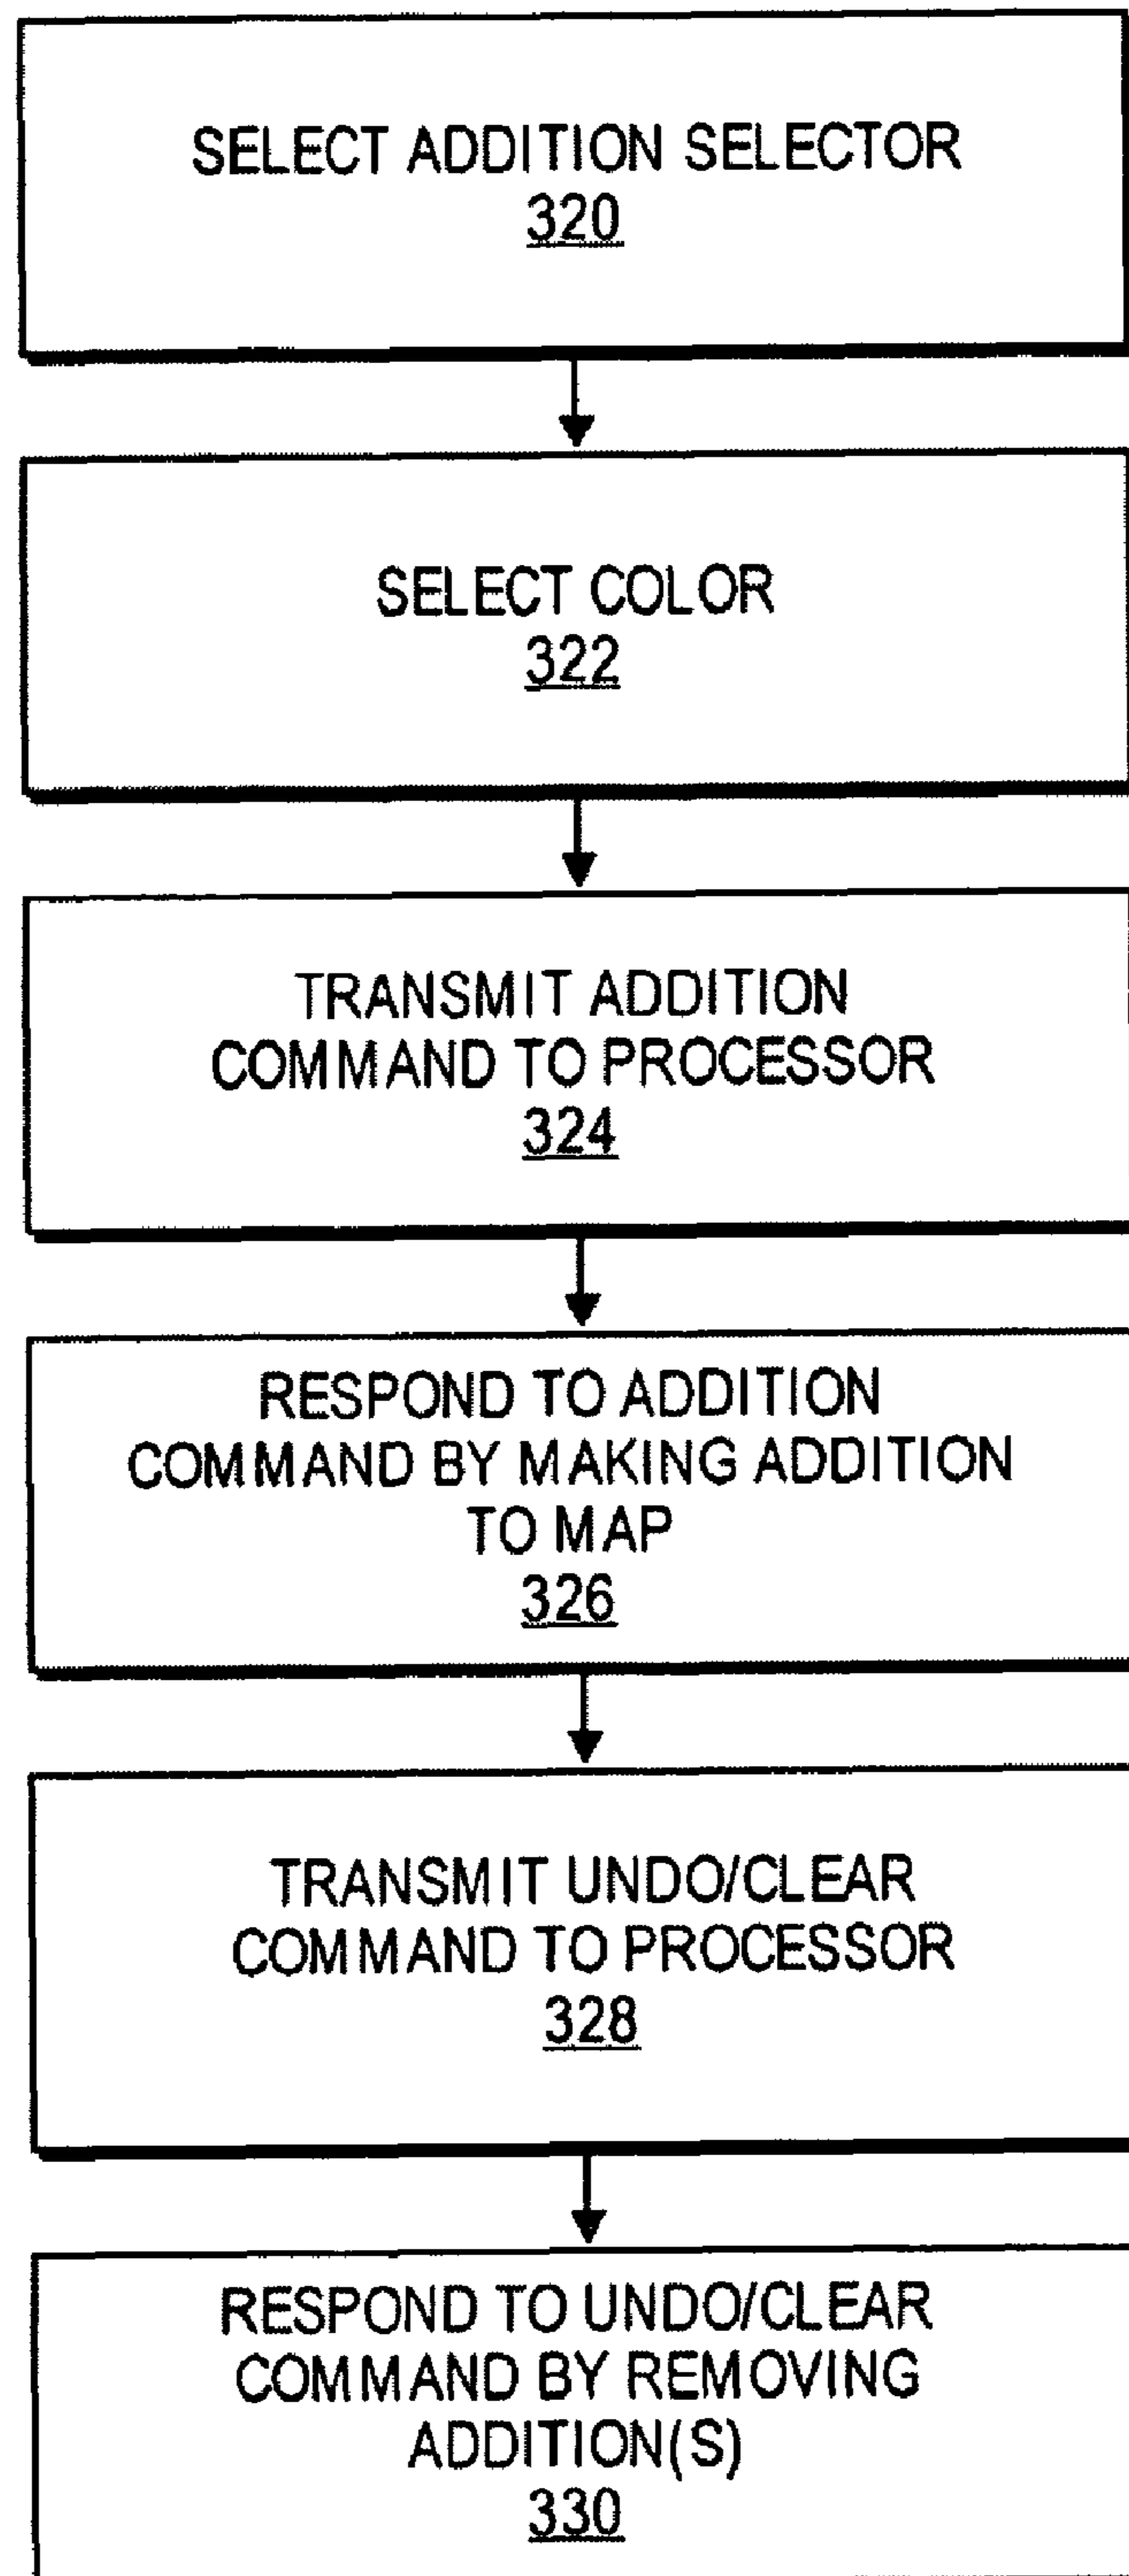 SELECT ADDITION SELECTOR
320
SELECT COLOR
322
TRANSMIT ADDITION
COMMAND TO PROCESSOR
324
RESPOND TO ADDITION
COMMAND BY MAKING ADDITION
TO MAP
326
TRANSMIT UNDO/CLEAR
COMMAND TO PROCESSOR
328
RESPOND TO UNDO/CLEAR
COMMAND BY REMOVING
ADDITION(S)
330